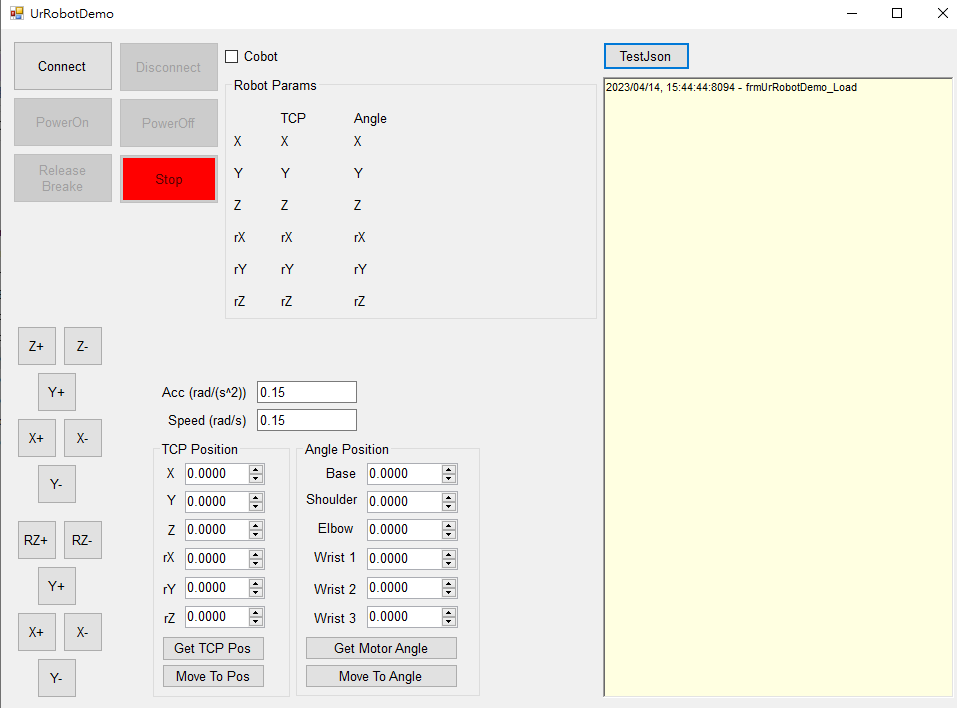 UrRobotDemo
Connect
Disconnect
PowerOn
PowerOff
Release
Breake
Stop
Cobot
Robot Params
TCP Angle
X X X
Y Y Y
Z Z Z
rX rX rX
rY rY rY
rZ rZ rZ
TestJson
2023/04/14, 15:44:44:8094 - frmUrRobotDemo_Load
Z+ Z-
Y+
X+ X-
Y-
RZ+ RZ-
Y+
X+ X-
Y-
Acc (rad/(s^2)) 0.15
Speed (rad/s) 0.15
TCP Position
X 0.0000
Y 0.0000
Z 0.0000
rX 0.0000
rY 0.0000
rZ 0.0000
Get TCP Pos
Move To Pos
Angle Position
Base 0.0000
Shoulder 0.0000
Elbow 0.0000
Wrist 1 0.0000
Wrist 2 0.0000
Wrist 3 0.0000
Get Motor Angle
Move To Angle